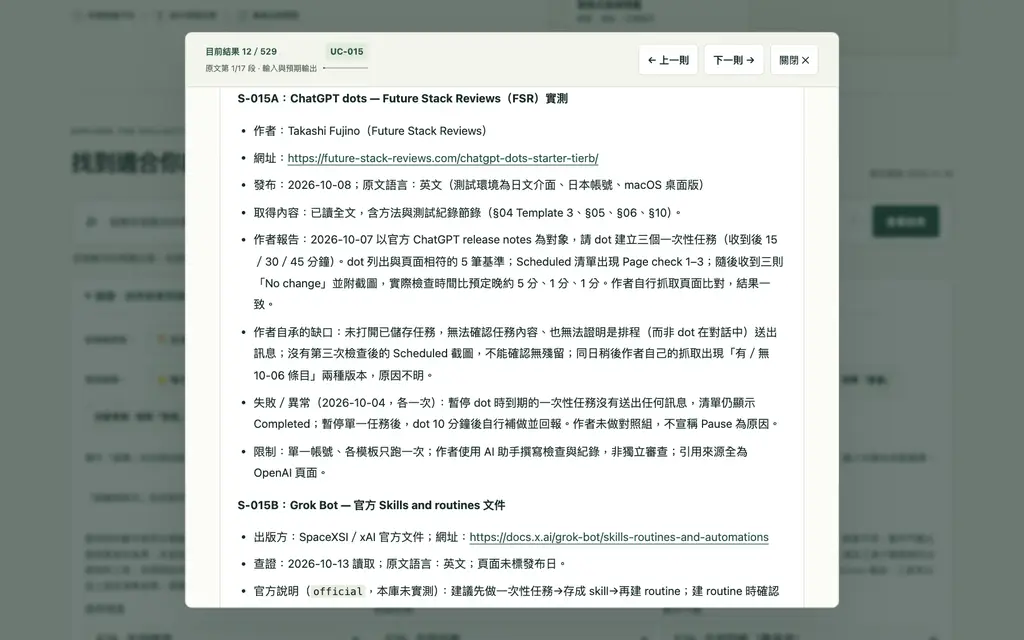 目前結果 12 / 529
UC-015
原文第 1/17 段 · 輸入與預期輸出
← 上一則
下一則 →
關閉 ✕
S-015A：ChatGPT dots — Future Stack Reviews（FSR）實測
• 作者：Takashi Fujino（Future Stack Reviews）
• 網址：https://future-stack-reviews.com/chatgpt-dots-starter-tierb/
• 發布：2026-10-08；原文語言：英文（測試環境為日文介面、日本帳號、macOS 桌面版）
• 取得內容：已讀全文，含方法與測試紀錄節錄（§04 Template 3、§05、§06、§10）。
• 作者報告：2026-10-07 以官方 ChatGPT release notes 為對象，請 dot 建立三個一次性任務（收到後 15
/ 30 / 45 分鐘）。dot 列出與頁面相符的 5 筆基準；Scheduled 清單出現 Page check 1–3；隨後收到三則
「No change」並附截圖，實際檢查時間比預定晚約 5 分、1 分、1 分。作者自行抓取頁面比對，結果一
致。
• 作者自承的缺口：未打開已儲存任務，無法確認任務內容、也無法證明是排程（而非 dot 在對話中）送出
訊息；沒有第三次檢查後的 Scheduled 截圖，不能確認無殘留；同日稍後作者自己的抓取出現「有 / 無
10-06 條目」兩種版本，原因不明。
• 失敗 / 異常（2026-10-04，各一次）：暫停 dot 時到期的一次性任務沒有送出任何訊息，清單仍顯示
Completed；暫停單一任務後，dot 10 分鐘後自行補做並回報。作者未做對照組，不宣稱 Pause 為原因。
• 限制：單一帳號、各模板只跑一次；作者使用 AI 助手撰寫檢查與紀錄，非獨立審查；引用來源全為
OpenAI 頁面。
S-015B：Grok Bot — 官方 Skills and routines 文件
• 出版方：SpaceXSI / xAI 官方文件；網址：https://docs.x.ai/grok-bot/skills-routines-and-automations
• 查證：2026-10-13 讀取；原文語言：英文；頁面未標發布日。
• 官方說明（official，本庫未實測）：建議先做一次性任務→存成 skill→再建 routine；建 routine 時確認